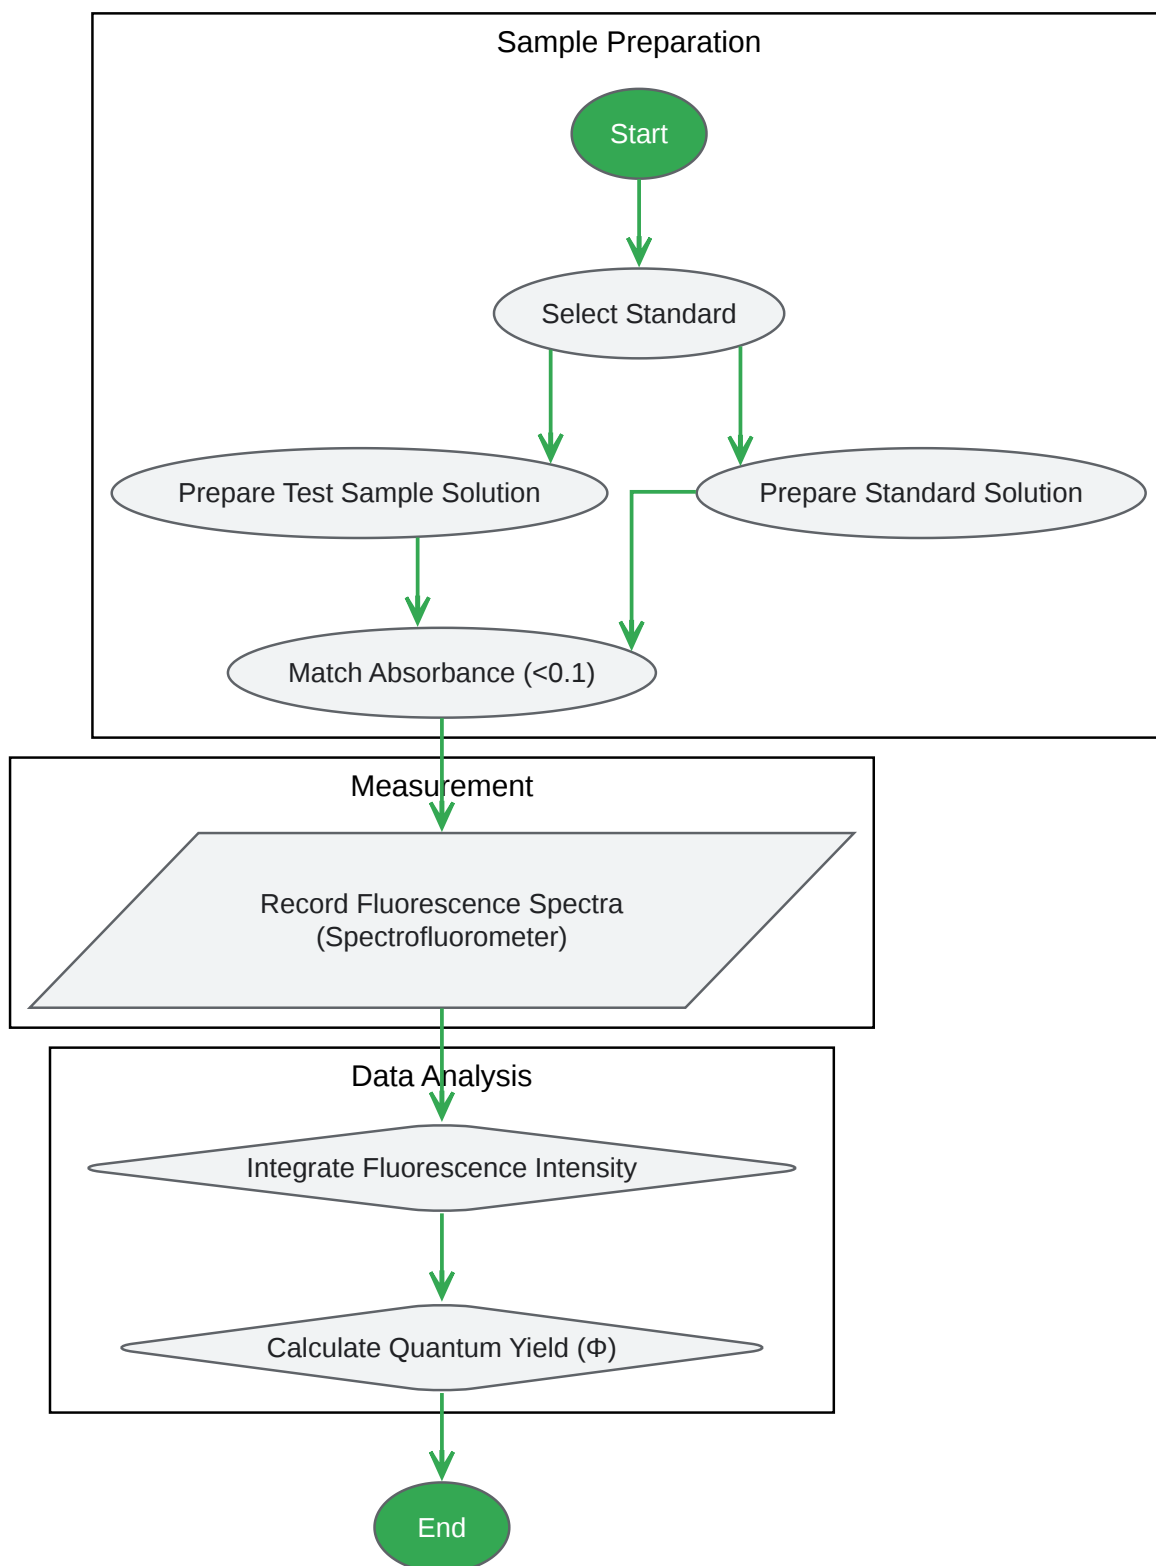 Sample Preparation
Start
Select Standard
Prepare Test Sample Solution
Prepare Standard Solution
Match Absorbance (<0.1)
Measurement
Record Fluorescence Spectra
(Spectrofluorometer)
Data Analysis
Integrate Fluorescence Intensity
Calculate Quantum Yield (Φ)
End